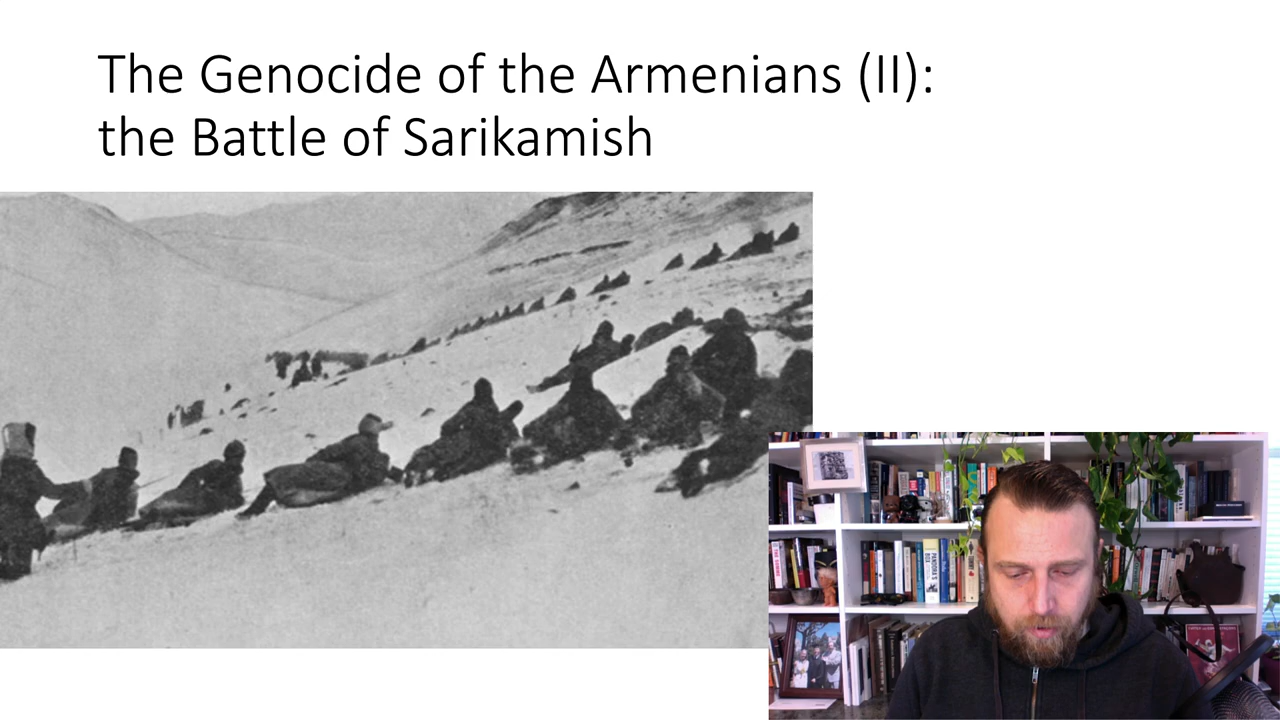 The Genocide of the Armenians (II):
the Battle of Sarikamish